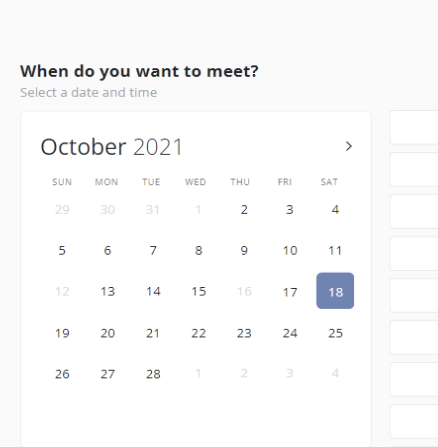 When do you want to meet?
Select a date and time
October 2021
SUN MON TUE WED THU FRI SAT
29 30 31 1 2 3 4
5 6 7 8 9 10 11
12 13 14 15 16 17 18
19 20 21 22 23 24 25
26 27 28 1 2 3 4